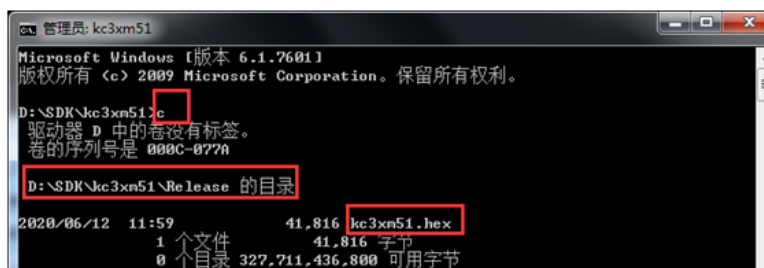 管理员: kc3xm51
Microsoft Windows [版本 6.1.7601]
版权所有 (c) 2009 Microsoft Corporation。保留所有权利。
D:\SDK\kc3xm51>c
驱动器 D 中的卷没有标签。
卷的序列号是 000C-077A
D:\SDK\kc3xm51\Release 的目录
2020/06/12 11:59 41,816 kc3xm51.hex
1 个文件 41,816 字节
0 个目录 327,711,436,800 可用字节